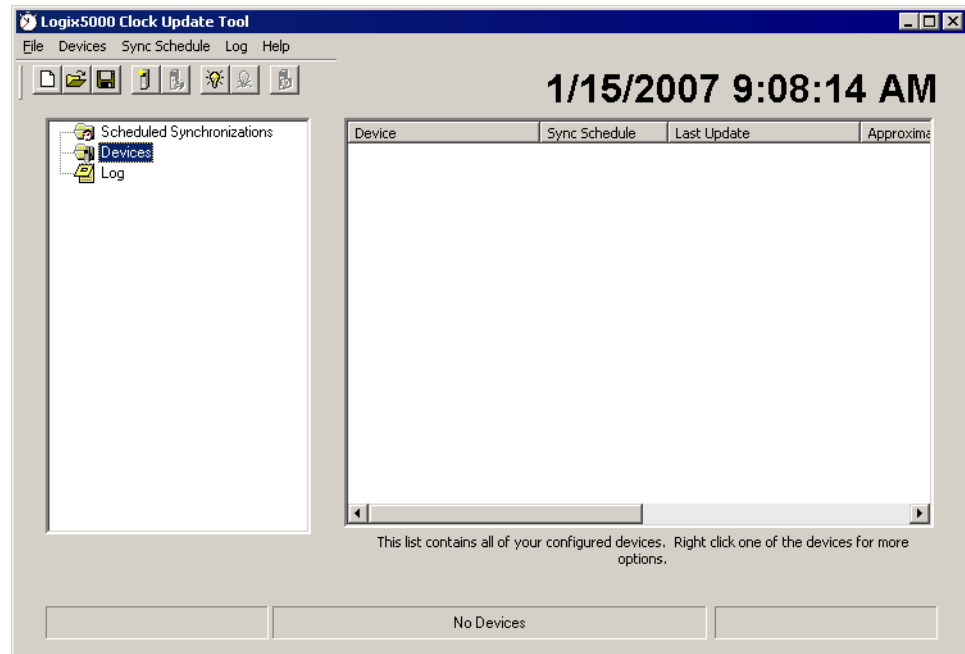 Logix5000 Clock Update Tool
File Devices Sync Schedule Log Help
1/15/2007 9:08:14 AM
Scheduled Synchronizations
Devices
Log
Device Sync Schedule Last Update Approxima
This list contains all of your configured devices. Right click one of the devices for more
options.
No Devices